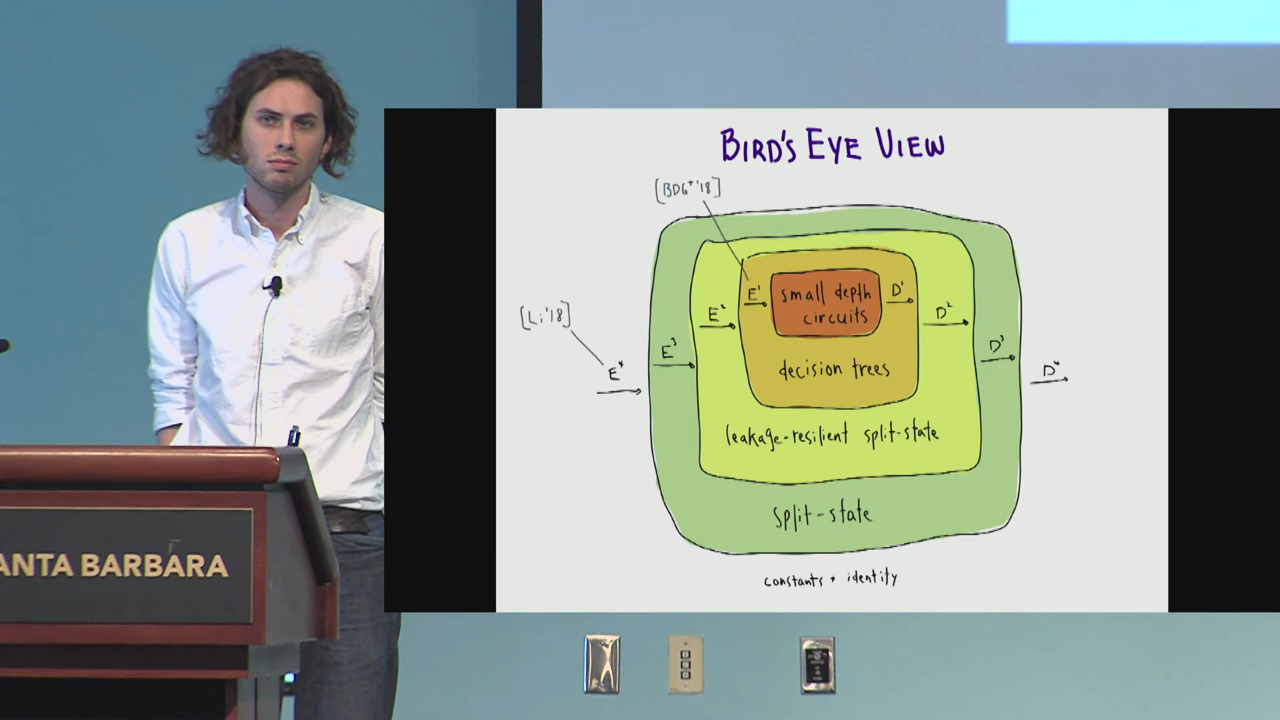 BIRD'S EYE VIEW
[BDG+'18]
E¹
small depth
circuits
D¹
E²
D²
[Li'18]
E³
D³
E⁴
D⁴
decision trees
leakage-resilient split-state
split-state
constants + identity
ANTA BARBARA